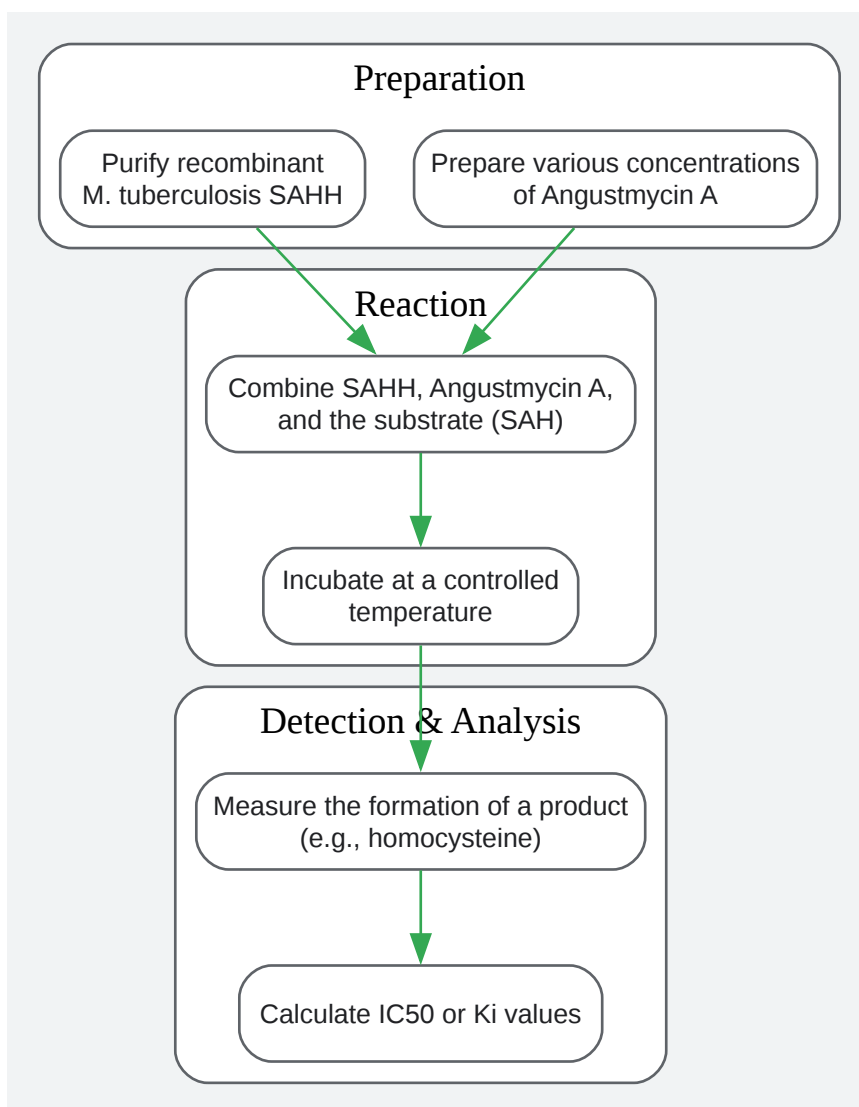 Preparation
Purify recombinant
M. tuberculosis SAHH
Prepare various concentrations
of Angustmycin A
Reaction
Combine SAHH, Angustmycin A,
and the substrate (SAH)
Incubate at a controlled
temperature
Detection & Analysis
Measure the formation of a product
(e.g., homocysteine)
Calculate IC50 or Ki values